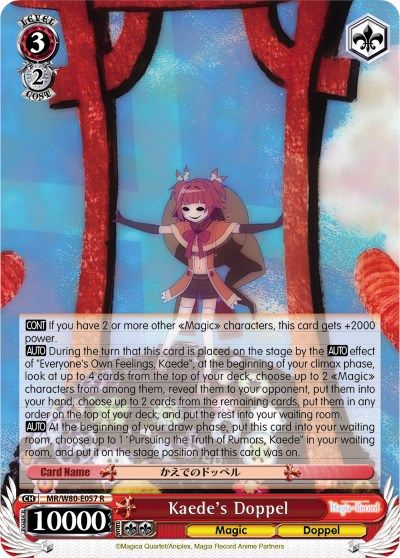 LEVEL
3
2
COST
CONT If you have 2 or more other «Magic» characters, this card gets +2000
power.
AUTO During the turn that this card is placed on the stage by the AUTO effect
of "Everyone's Own Feelings, Kaede", at the beginning of your climax phase,
look at up to 4 cards from the top of your deck, choose up to 2 «Magic»
characters from among them, reveal them to your opponent, put them into
your hand, choose up to 2 cards from the remaining cards, put them in any
order on the top of your deck, and put the rest into your waiting room.
AUTO At the beginning of your draw phase, put this card into your waiting
room, choose up to 1 "Pursuing the Truth of Rumors, Kaede" in your waiting
room, and put it on the stage position that this card was on.
Card Name かえでのドッペル
CH MR/W80-E057 R
Kaede's Doppel
Magia Record
POWER 10000 SOUL
Magic Doppel
©Magica Quartet/Aniplex, Magia Record Anime Partners